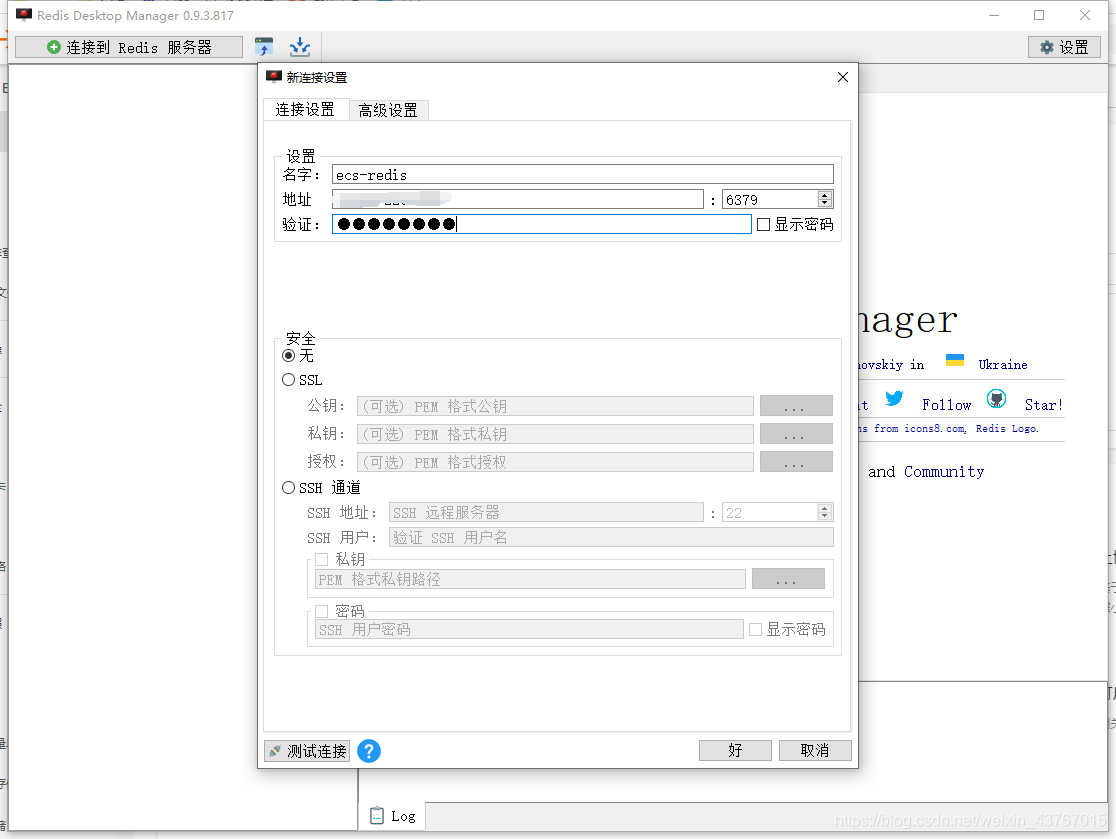 Redis Desktop Manager 0.9.3.817
连接到 Redis 服务器
设置
新连接设置
连接设置 高级设置
设置
名字: ecs-redis
地址 : 6379
验证: ●●●●●●●● 显示密码
安全
无
SSL
公钥: (可选) PEM 格式公钥 ...
私钥: (可选) PEM 格式私钥 ...
授权: (可选) PEM 格式授权 ...
SSH 通道
SSH 地址: SSH 远程服务器 : 22
SSH 用户: 验证 SSH 用户名
私钥
PEM 格式私钥路径 ...
密码
SSH 用户密码 显示密码
测试连接 ? 好 取消
nager
novskiy in Ukraine
Follow Star!
from icons8.com, Redis Logo.
and Community
Log
https://blog.csdn.net/weixin_43767015